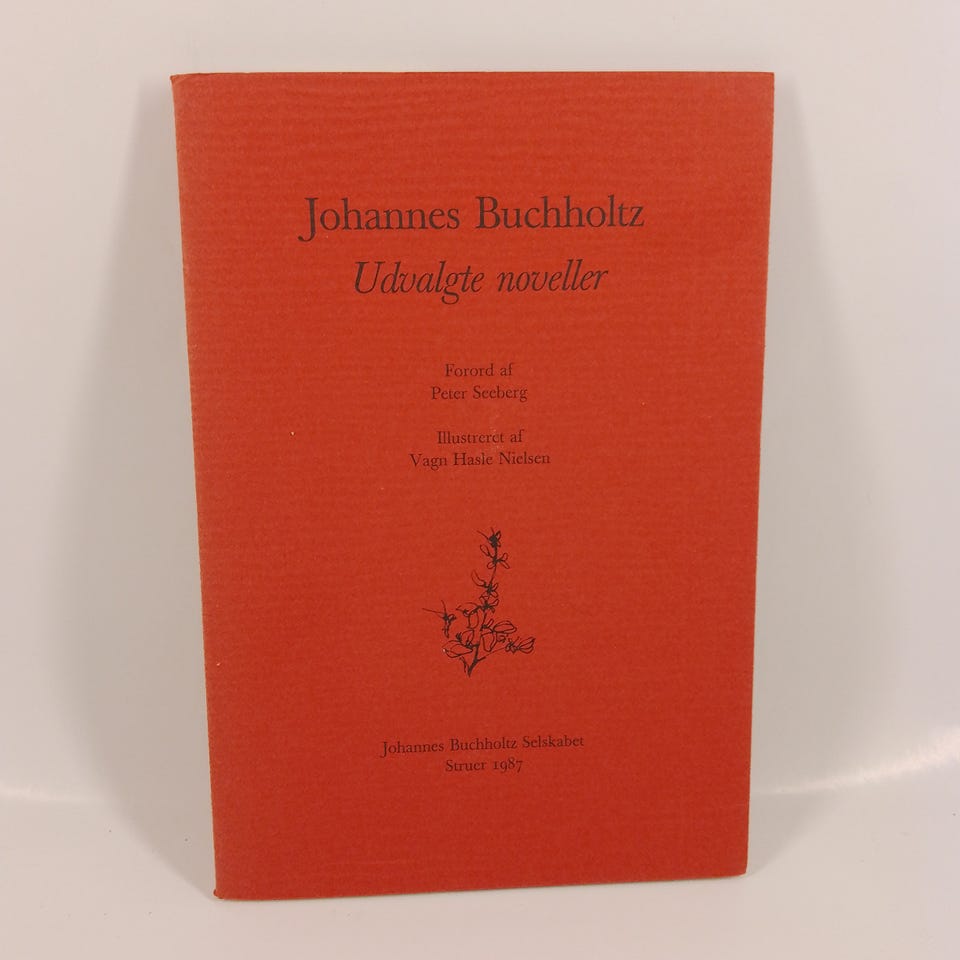 Johannes Buchholtz
Udvalgte noveller
Forord af
Peter Seeberg
Illustreret af
Vagn Hasle Nielsen
Johannes Buchholtz Selskabet
Struer 1987